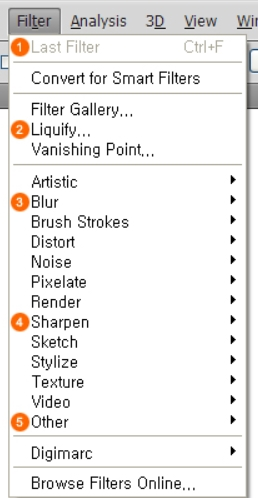 Filter Analysis 3D View
1 Last Filter Ctrl+F
Convert for Smart Filters
Filter Gallery...
2 Liquify...
Vanishing Point...
Artistic
3 Blur
Brush Strokes
Distort
Noise
Pixelate
Render
4 Sharpen
Sketch
Stylize
Texture
Video
5 Other
Digimarc
Browse Filters Online...